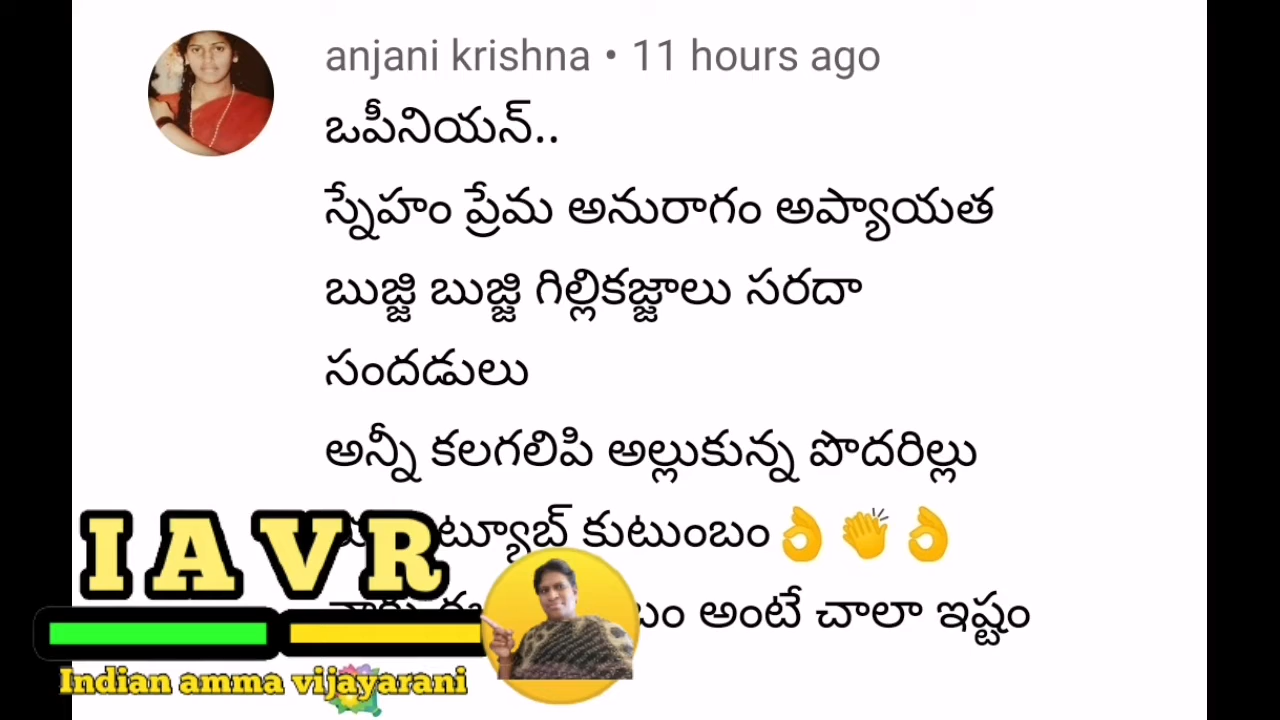 anjani krishna • 11 hours ago
ఒపీనియన్..
స్నేహం ప్రేమ అనురాగం అప్యాయత
బుజ్జి బుజ్జి గిల్లికజ్జాలు సరదా
సందడులు
అన్నీ కలగలిపి అల్లుకున్న పొదరిల్లు
కుటుంబం👌👏👌
అంటే చాలా ఇష్టం
IAVR
Indian amma vijayarani